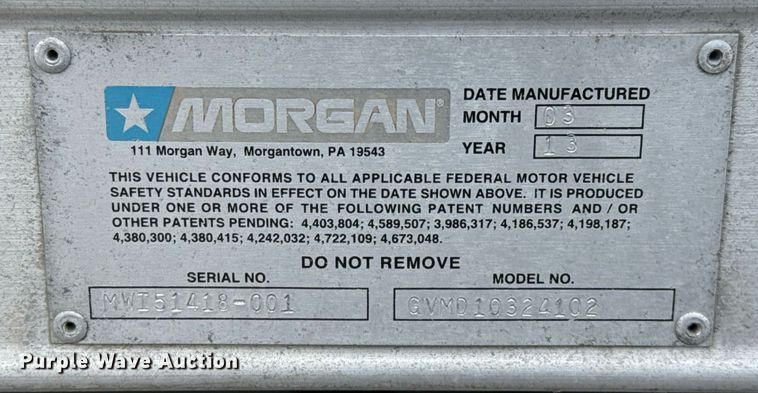 MORGAN®
111 Morgan Way, Morgantown, PA 19543
DATE MANUFACTURED
MONTH 03
YEAR 13
THIS VEHICLE CONFORMS TO ALL APPLICABLE FEDERAL MOTOR VEHICLE
SAFETY STANDARDS IN EFFECT ON THE DATE SHOWN ABOVE. IT IS PRODUCED
UNDER ONE OR MORE OF THE FOLLOWING PATENT NUMBERS AND / OR
OTHER PATENTS PENDING: 4,403,804; 4,589,507; 3,986,317; 4,186,537; 4,198,187;
4,380,300; 4,380,415; 4,242,032; 4,722,109; 4,673,048.
DO NOT REMOVE
SERIAL NO. MODEL NO.
MWI51418-001 GVMD10324102
Purple Wave Auction